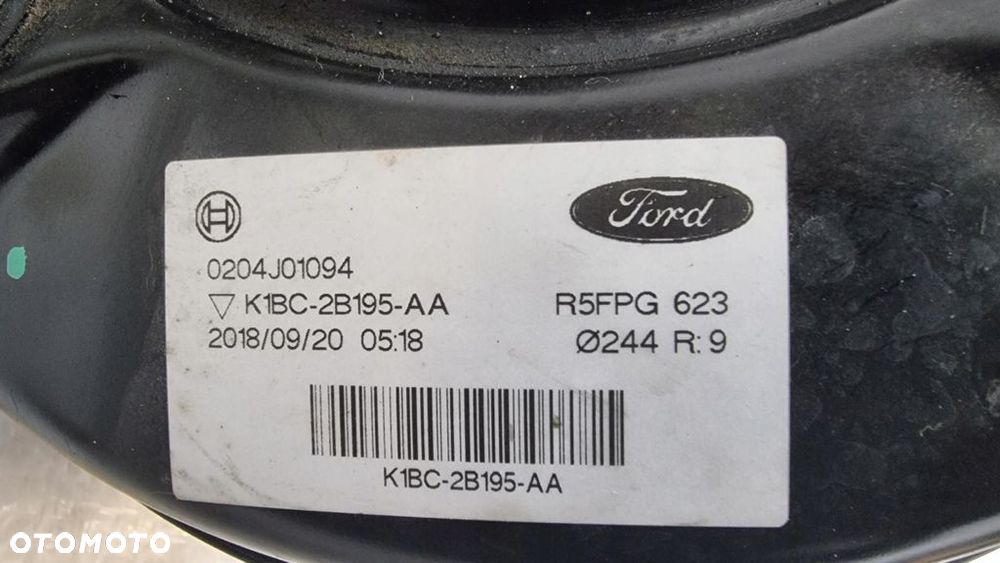 Ford
0204J01094
▽ K1BC-2B195-AA R5FPG 623
2018/09/20 05:18 Ø244 R: 9
K1BC-2B195-AA
OTOMOTO